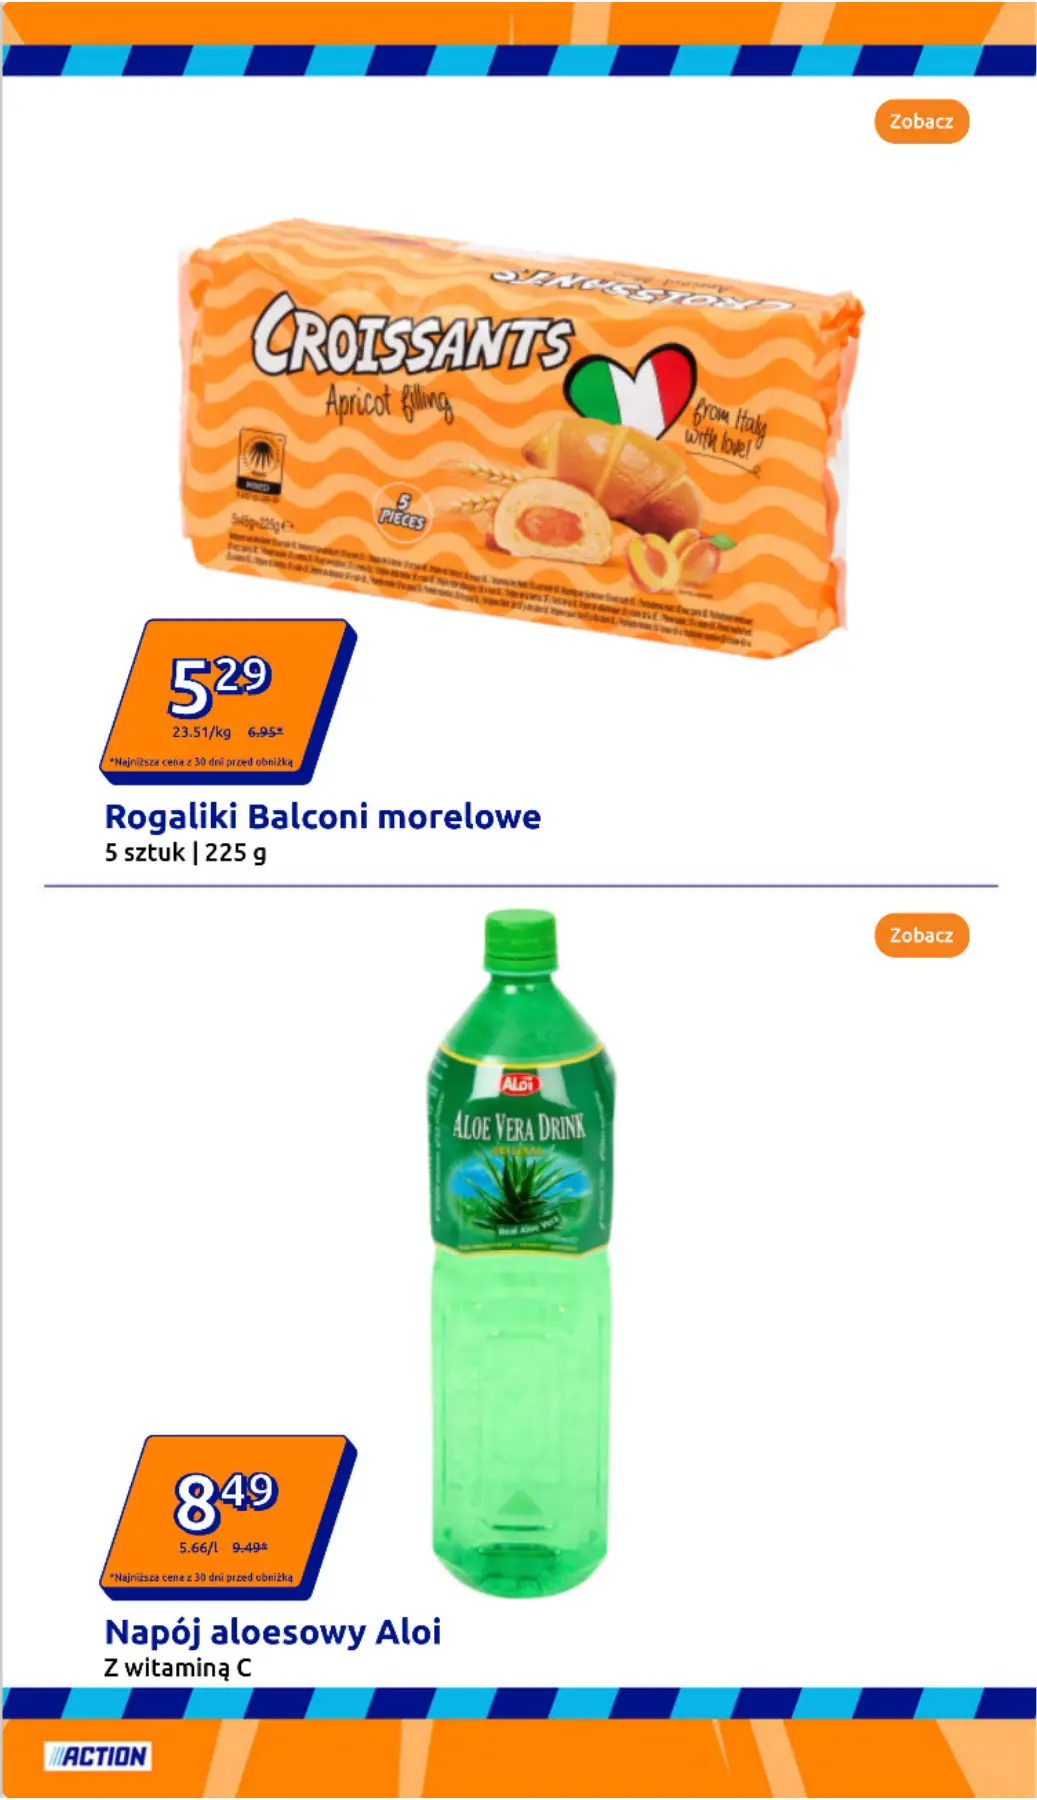 Zobacz
CROISSANTS
CROISSANTS
Apricot filling
from Italy
with love!
MIXED
5
PIECES
5x45g=225g e
5 29
23.51/kg 6.95*
*Najniższa cena z 30 dni przed obniżką
Rogaliki Balconi morelowe
5 sztuk | 225 g
Zobacz
ALOi
ALOE VERA DRINK
Real Aloe Vera
8 49
5.66/l 9.49*
*Najniższa cena z 30 dni przed obniżką
Napój aloesowy Aloi
Z witaminą C
ACTION